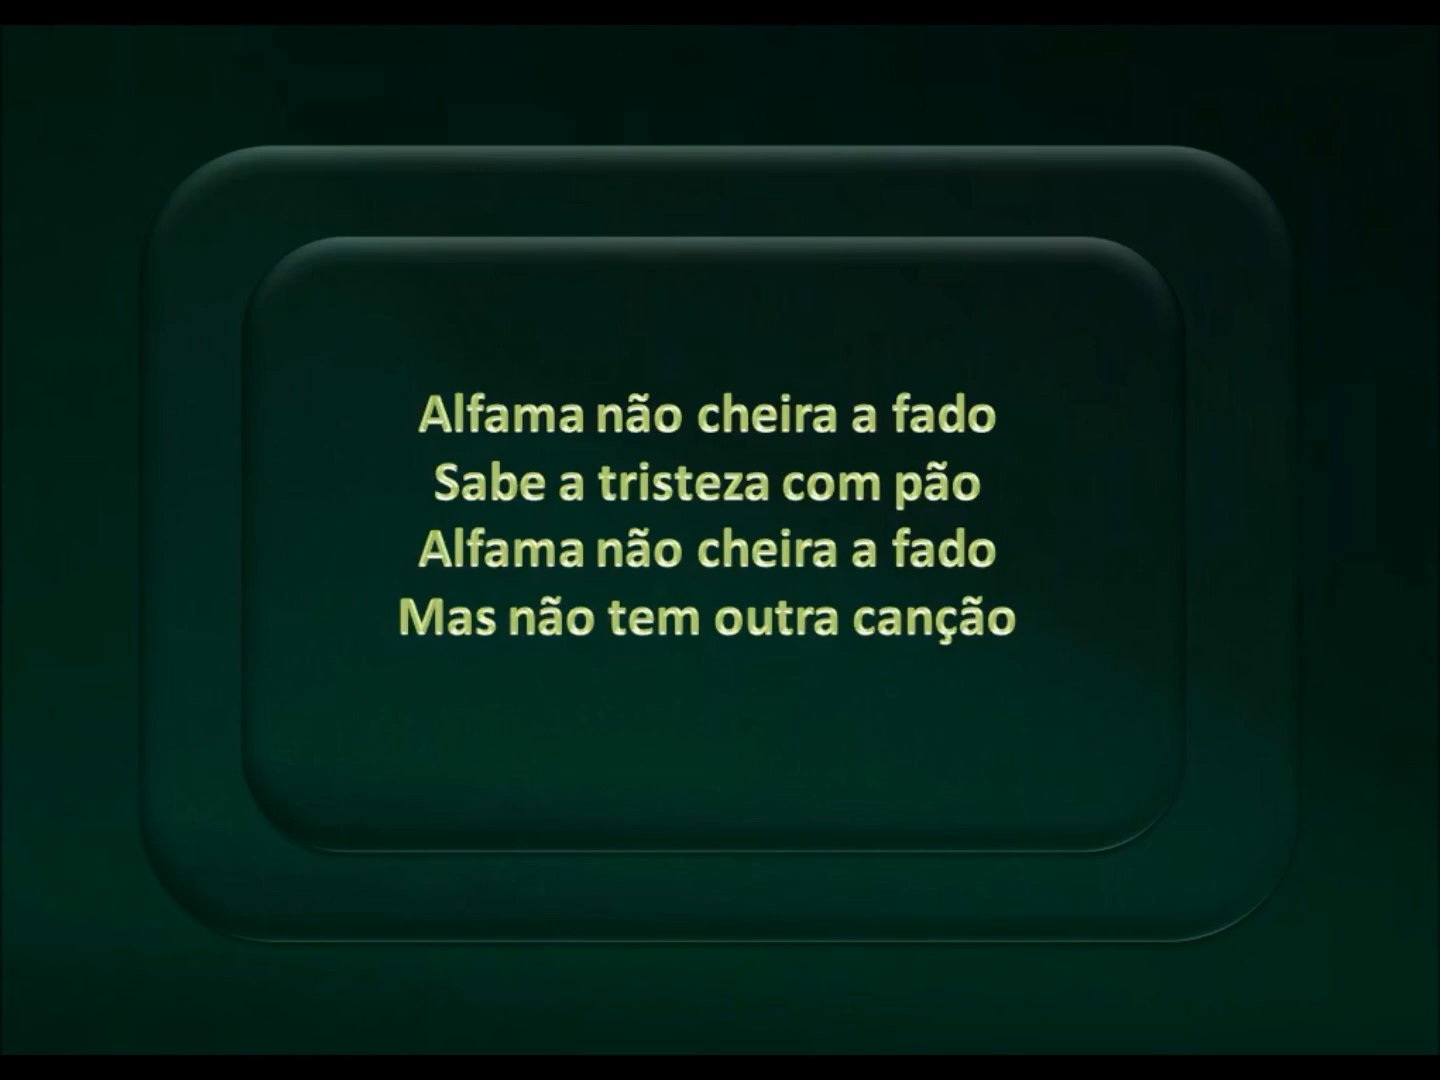 Alfama não cheira a fado
Sabe a tristeza com pão
Alfama não cheira a fado
Mas não tem outra canção